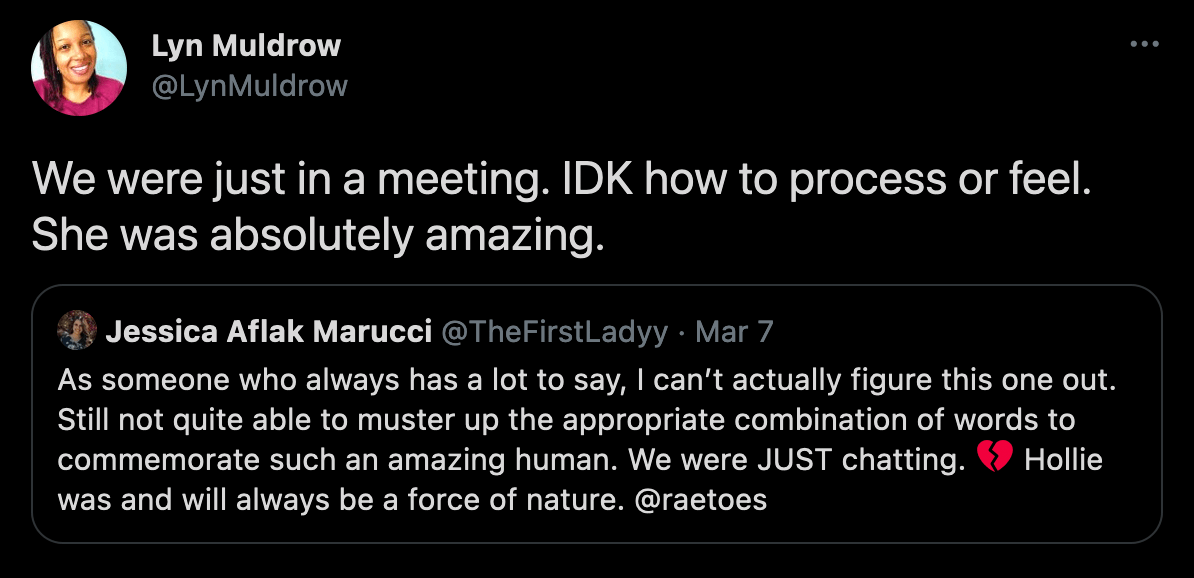 Lyn Muldrow
@LynMuldrow
We were just in a meeting. IDK how to process or feel.
She was absolutely amazing.
Jessica Aflak Marucci @TheFirstLadyy · Mar 7
As someone who always has a lot to say, I can’t actually figure this one out.
Still not quite able to muster up the appropriate combination of words to
commemorate such an amazing human. We were JUST chatting. 💔 Hollie
was and will always be a force of nature. @raetoes